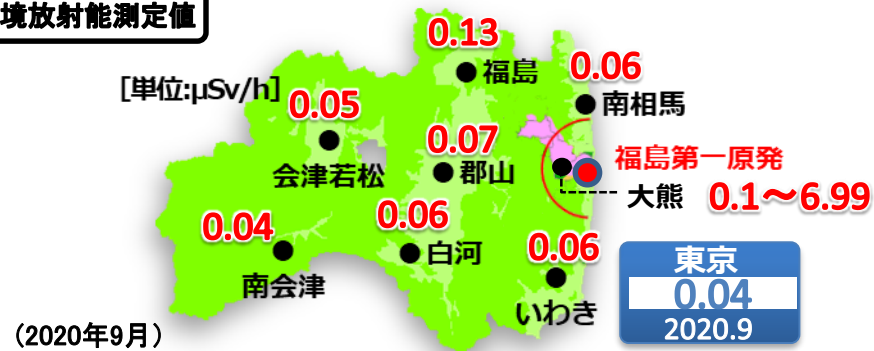 境放射能測定値
[単位:μSv/h]
0.13
福島
0.06
南相馬
0.05
会津若松
0.07
郡山
福島第一原発
大熊 0.1～6.99
0.04
南会津
0.06
白河
0.06
いわき
東京
0.04
2020.9
(2020年9月)